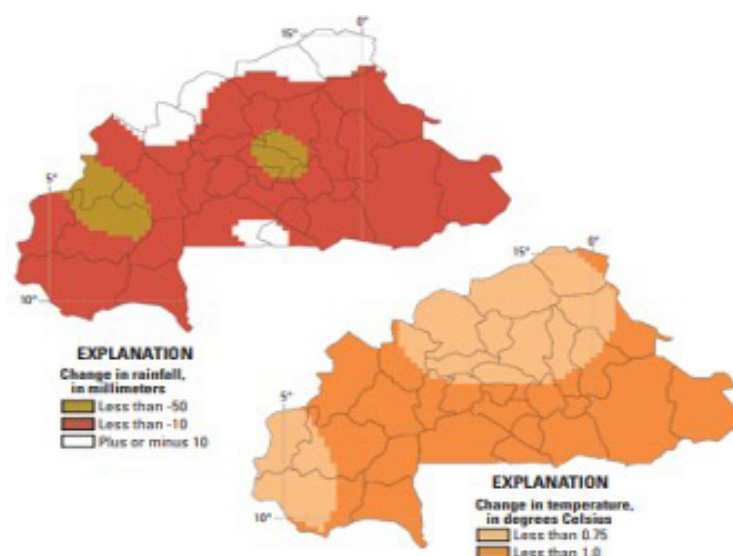 0°
15°
5°
10°
EXPLANATION
Change in rainfall,
in millimeters
Less than -50
Less than -10
Plus or minus 10
0°
15°
5°
10°
EXPLANATION
Change in temperature,
in degrees Celsius
Less than 0.75
Less than 1.0